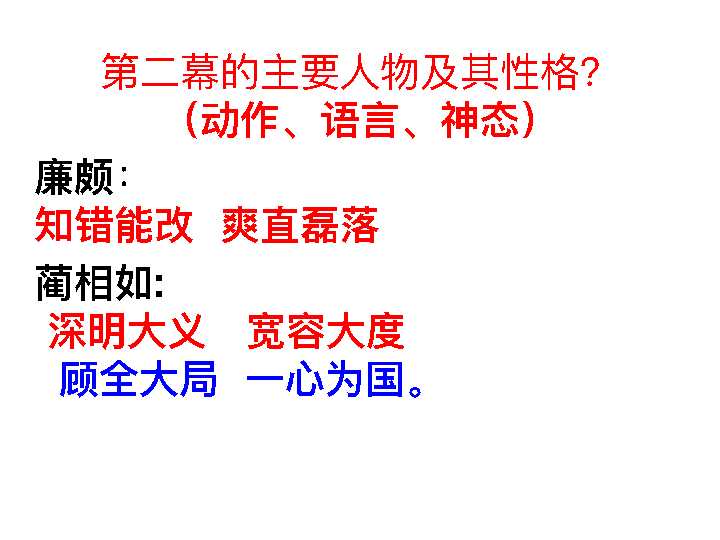 第二幕的主要人物及其性格?
（动作、语言、神态）
廉颇：
知错能改 爽直磊落
蔺相如:
深明大义 宽容大度
顾全大局 一心为国。